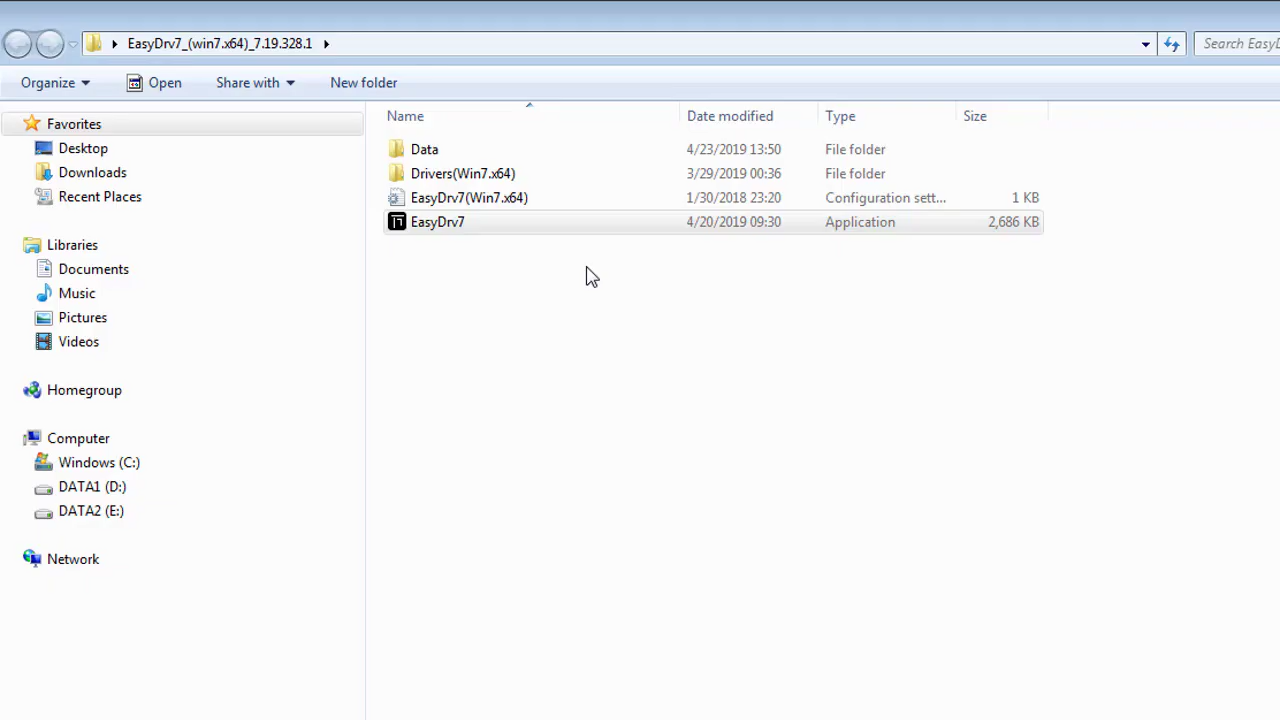 EasyDrv7_(win7.x64)_7.19.328.1
Search EasyD
Organize Open Share with New folder
Name Date modified Type Size
Favorites
Desktop
Downloads
Recent Places
Libraries
Documents
Music
Pictures
Videos
Homegroup
Computer
Windows (C:)
DATA1 (D:)
DATA2 (E:)
Network
Data 4/23/2019 13:50 File folder
Drivers(Win7.x64) 3/29/2019 00:36 File folder
EasyDrv7(Win7.x64) 1/30/2018 23:20 Configuration sett... 1 KB
EasyDrv7 4/20/2019 09:30 Application 2,686 KB